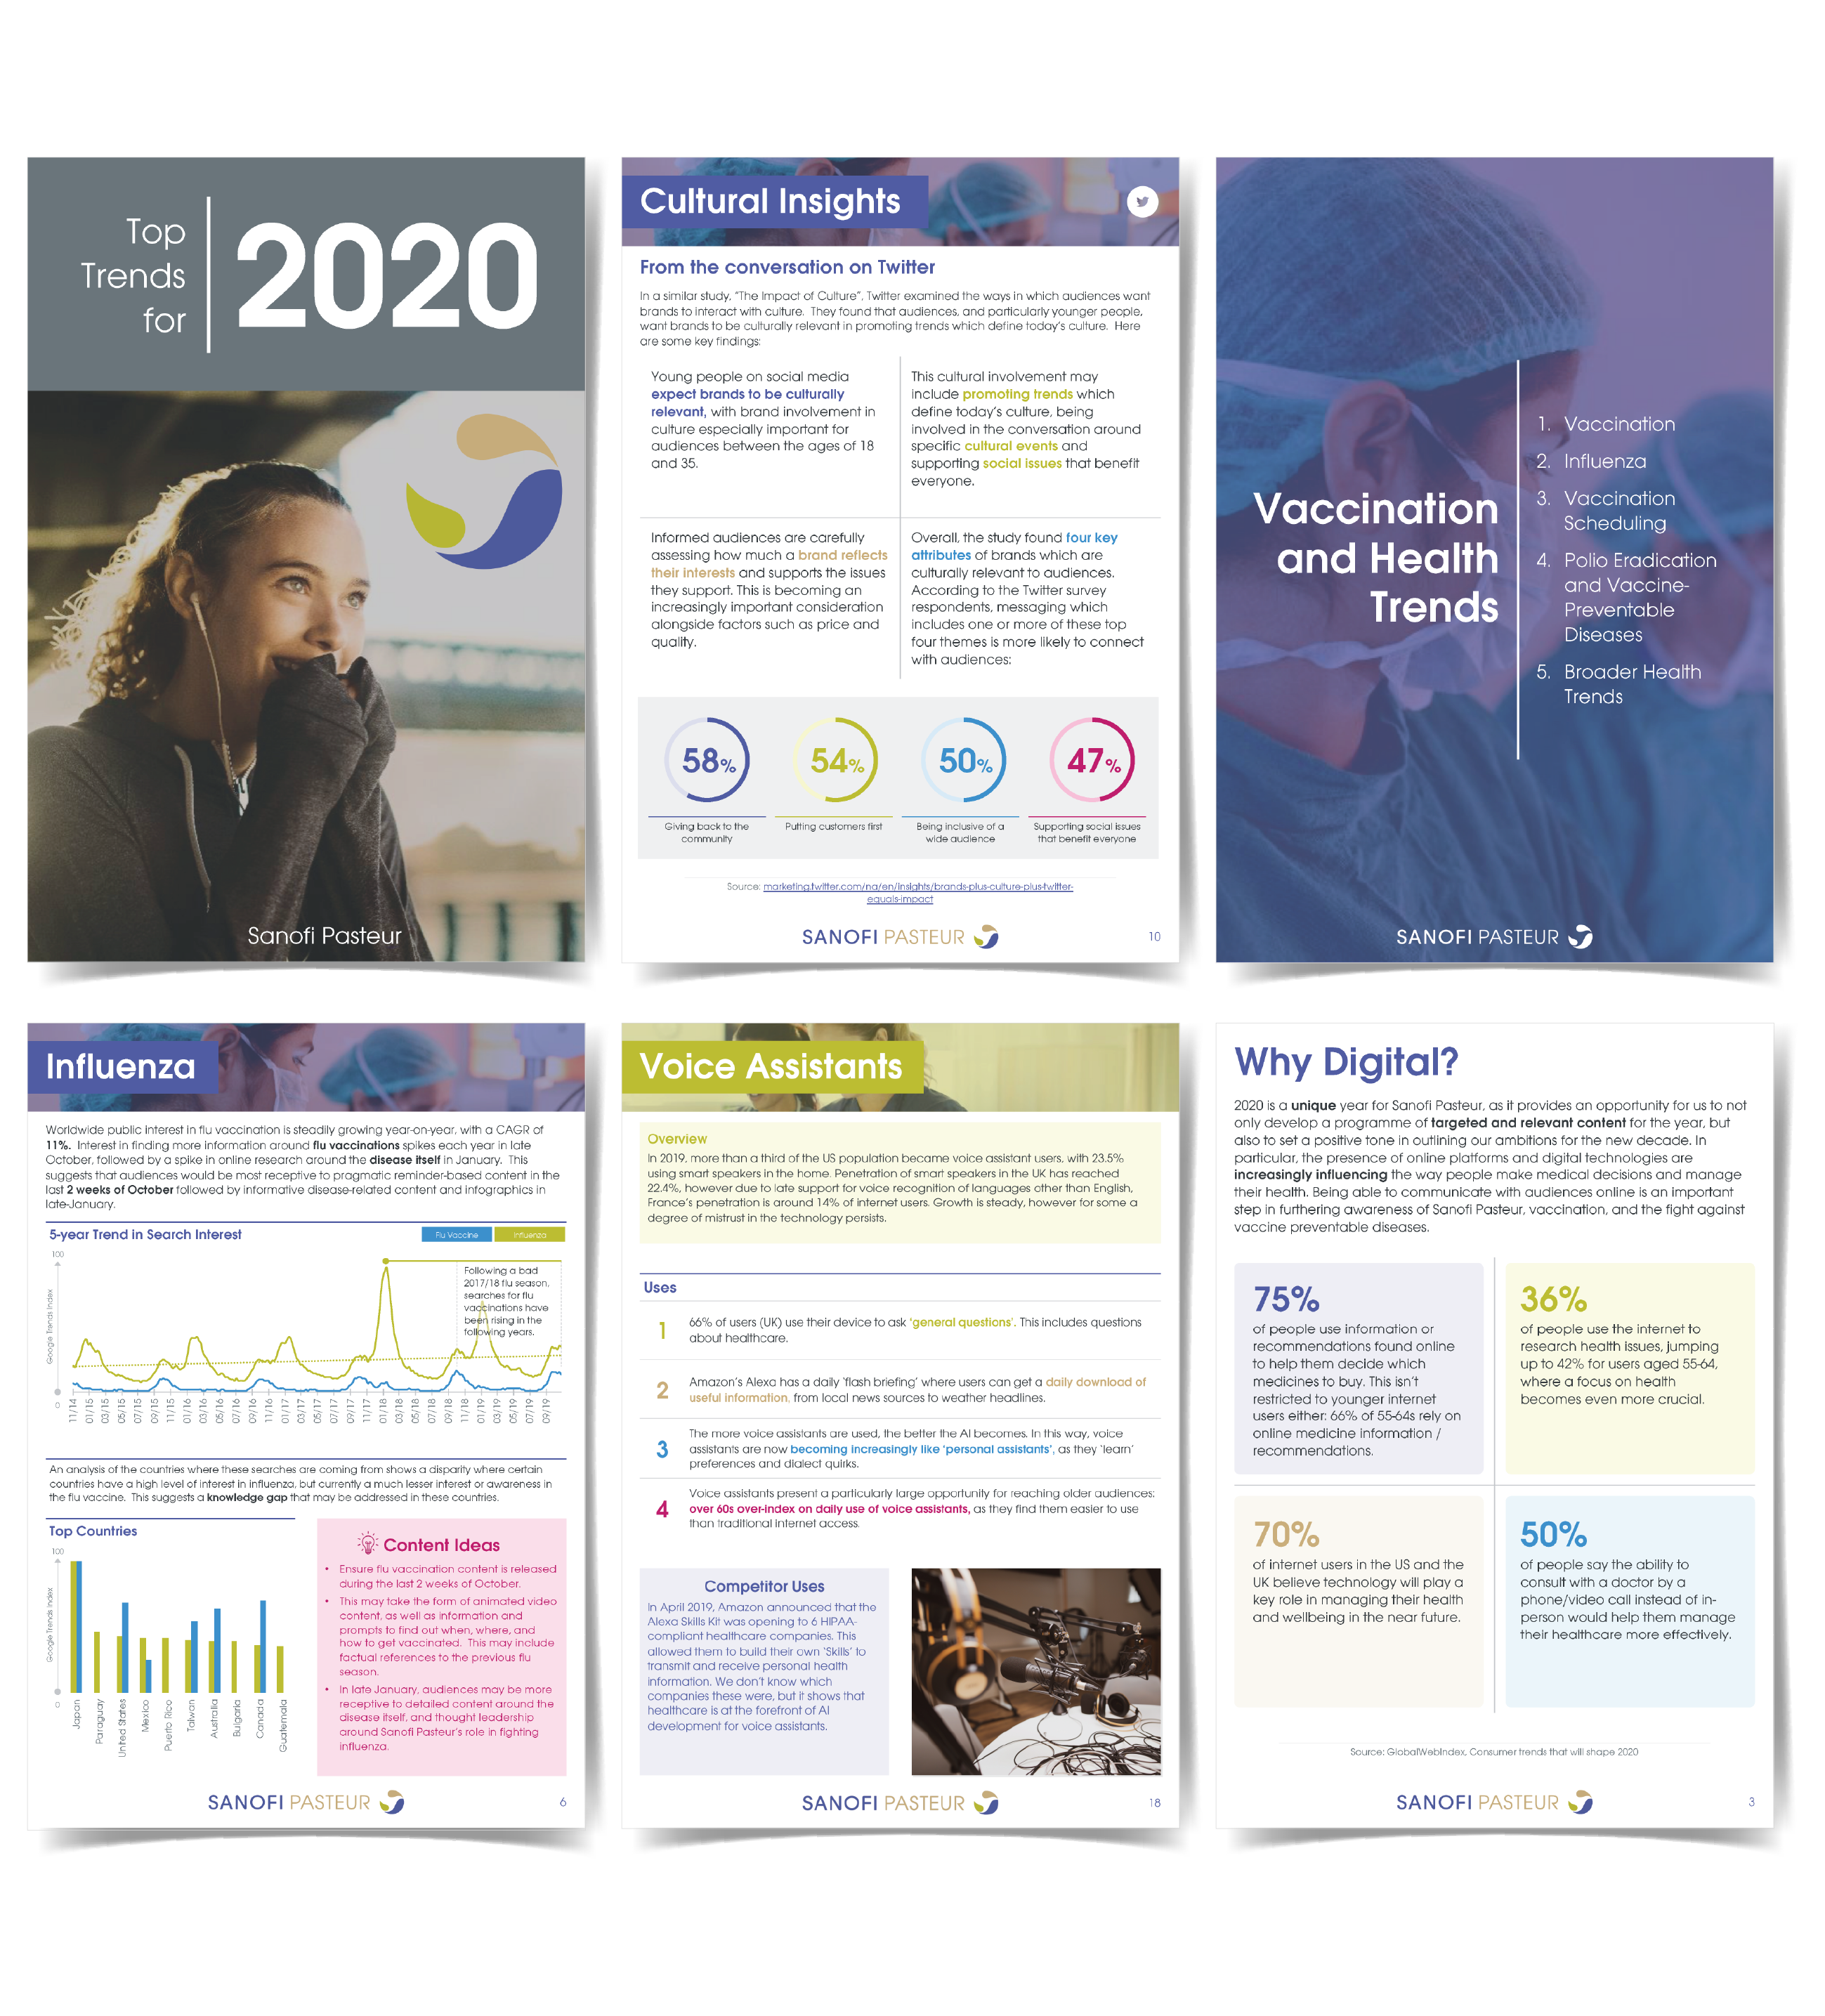 Top
Trends
for
2020
Sanofi Pasteur
Cultural Insights
From the conversation on Twitter
In a similar study, "The Impact of Culture", Twitter examined the ways in which audiences want
brands to interact with culture. They found that audiences, and particularly younger people,
want brands to be culturally relevant in promoting trends which define today's culture. Here
are some key findings:
Young people on social media
expect brands to be culturally
relevant, with brand involvement in
culture especially important for
audiences between the ages of 18
and 35.
This cultural involvement may
include promoting trends which
define today's culture, being
involved in the conversation around
specific cultural events and
supporting social issues that benefit
everyone.
Informed audiences are carefully
assessing how much a brand reflects
their interests and supports the issues
they support. This is becoming an
increasingly important consideration
alongside factors such as price and
quality.
Overall, the study found four key
attributes of brands which are
culturally relevant to audiences.
According to the Twitter survey
respondents, messaging which
includes one or more of these top
four themes is more likely to connect
with audiences:
58%
Giving back to the
community
54%
Putting customers first
50%
Being inclusive of a
wide audience
47%
Supporting social issues
that benefit everyone
Source: marketing.twitter.com/na/en/insights/brands-plus-culture-plus-twitter-
equals-impact
SANOFI PASTEUR
10
Vaccination
and Health
Trends
1. Vaccination
2. Influenza
3. Vaccination
Scheduling
4. Polio Eradication
and Vaccine-
Preventable
Diseases
5. Broader Health
Trends
SANOFI PASTEUR
Influenza
Worldwide public interest in flu vaccination is steadily growing year-on-year, with a CAGR of
11%. Interest in finding more information around flu vaccinations spikes each year in late
October, followed by a spike in online research around the disease itself in January. This
suggests that audiences would be most receptive to pragmatic reminder-based content in the
last 2 weeks of October followed by informative disease-related content and infographics in
late-January.
5-year Trend in Search Interest
Flu Vaccine
Influenza
100
Google Trends Index
0
Following a bad
2017/18 flu season,
searches for flu
vaccinations have
been rising in the
following years.
11/14
01/15
03/15
05/15
07/15
09/15
11/15
01/16
03/16
05/16
07/16
09/16
11/16
01/17
03/17
05/17
07/17
09/17
11/17
01/18
03/18
05/18
07/18
09/18
11/18
01/19
03/19
05/19
07/19
09/19
An analysis of the countries where these searches are coming from shows a disparity where certain
countries have a high level of interest in influenza, but currently a much lesser interest or awareness in
the flu vaccine. This suggests a knowledge gap that may be addressed in these countries.
Top Countries
100
Google Trends Index
0
Japan
Paraguay
United States
Mexico
Puerto Rico
Taiwan
Australia
Bulgaria
Canada
Guatemala
Content Ideas
• Ensure flu vaccination content is released
during the last 2 weeks of October.
• This may take the form of animated video
content, as well as information and
prompts to find out when, where, and
how to get vaccinated. This may include
factual references to the previous flu
season.
• In late January, audiences may be more
receptive to detailed content around the
disease itself, and thought leadership
around Sanofi Pasteur's role in fighting
influenza.
SANOFI PASTEUR
6
Voice Assistants
Overview
In 2019, more than a third of the US population became voice assistant users, with 23.5%
using smart speakers in the home. Penetration of smart speakers in the UK has reached
22.4%, however due to late support for voice recognition of languages other than English,
France's penetration is around 14% of internet users. Growth is steady, however for some a
degree of mistrust in the technology persists.
Uses
1
66% of users (UK) use their device to ask 'general questions'. This includes questions
about healthcare.
2
Amazon's Alexa has a daily 'flash briefing' where users can get a daily download of
useful information, from local news sources to weather headlines.
3
The more voice assistants are used, the better the AI becomes. In this way, voice
assistants are now becoming increasingly like 'personal assistants', as they 'learn'
preferences and dialect quirks.
4
Voice assistants present a particularly large opportunity for reaching older audiences:
over 60s over-index on daily use of voice assistants, as they find them easier to use
than traditional Internet access.
Competitor Uses
In April 2019, Amazon announced that the
Alexa Skills Kit was opening to 6 HIPAA-
compliant healthcare companies. This
allowed them to build their own 'Skills' to
transmit and receive personal health
information. We don't know which
companies these were, but it shows that
healthcare is at the forefront of AI
development for voice assistants.
SANOFI PASTEUR
18
Why Digital?
2020 is a unique year for Sanofi Pasteur, as it provides an opportunity for us to not
only develop a programme of targeted and relevant content for the year, but
also to set a positive tone in outlining our ambitions for the new decade. In
particular, the presence of online platforms and digital technologies are
increasingly influencing the way people make medical decisions and manage
their health. Being able to communicate with audiences online is an important
step in furthering awareness of Sanofi Pasteur, vaccination, and the fight against
vaccine preventable diseases.
75%
of people use information or
recommendations found online
to help them decide which
medicines to buy. This isn't
restricted to younger internet
users either: 66% of 55-64s rely on
online medicine information /
recommendations.
36%
of people use the internet to
research health issues, jumping
up to 42% for users aged 55-64,
where a focus on health
becomes even more crucial.
70%
of internet users in the US and the
UK believe technology will play a
key role in managing their health
and wellbeing in the near future.
50%
of people say the ability to
consult with a doctor by a
phone/video call instead of in-
person would help them manage
their healthcare more effectively.
Source: GlobalWebIndex, Consumer trends that will shape 2020
SANOFI PASTEUR
3